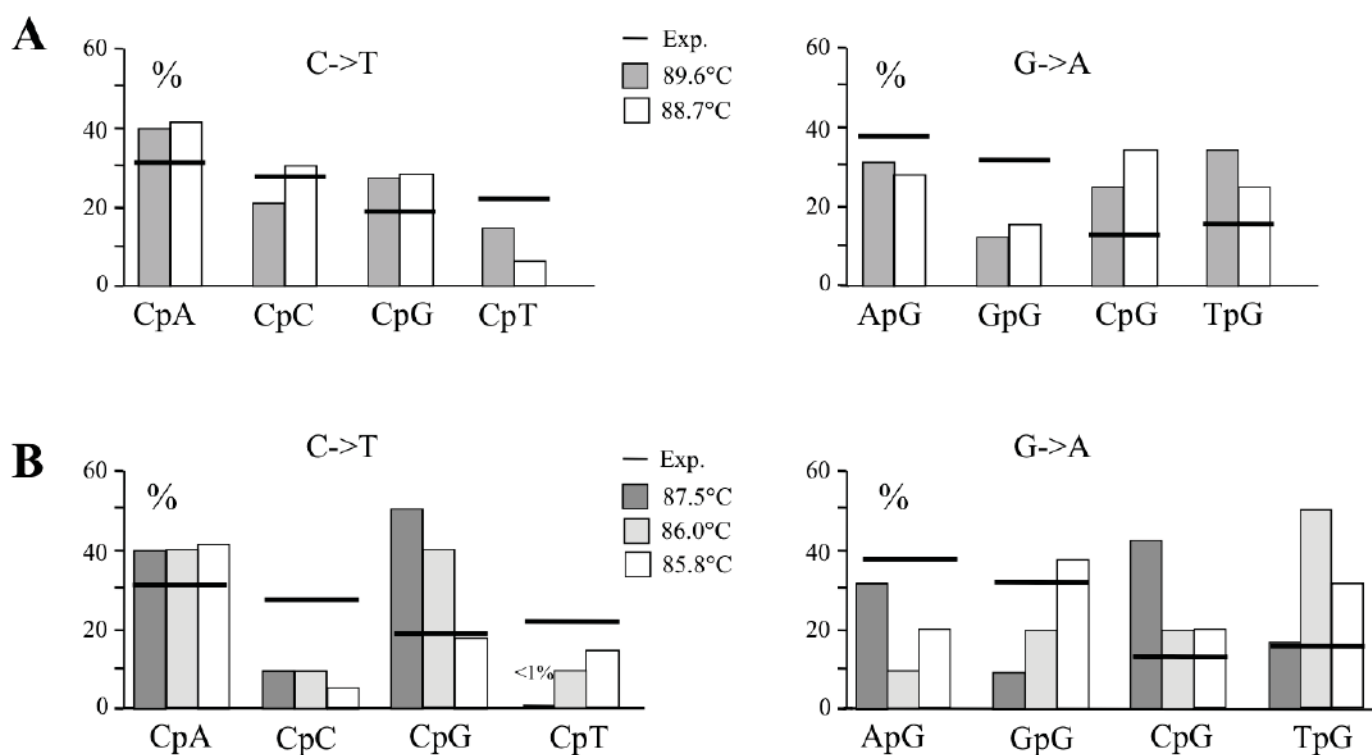 A
C->T
60
40
20
0
%
CpA CpC CpG CpT
Exp.
89.6°C
88.7°C
G->A
60
40
20
0
%
ApG GpG CpG TpG
B
C->T
60
40
20
0
%
<1%
CpA CpC CpG CpT
Exp.
87.5°C
86.0°C
85.8°C
G->A
60
40
20
0
%
ApG GpG CpG TpG